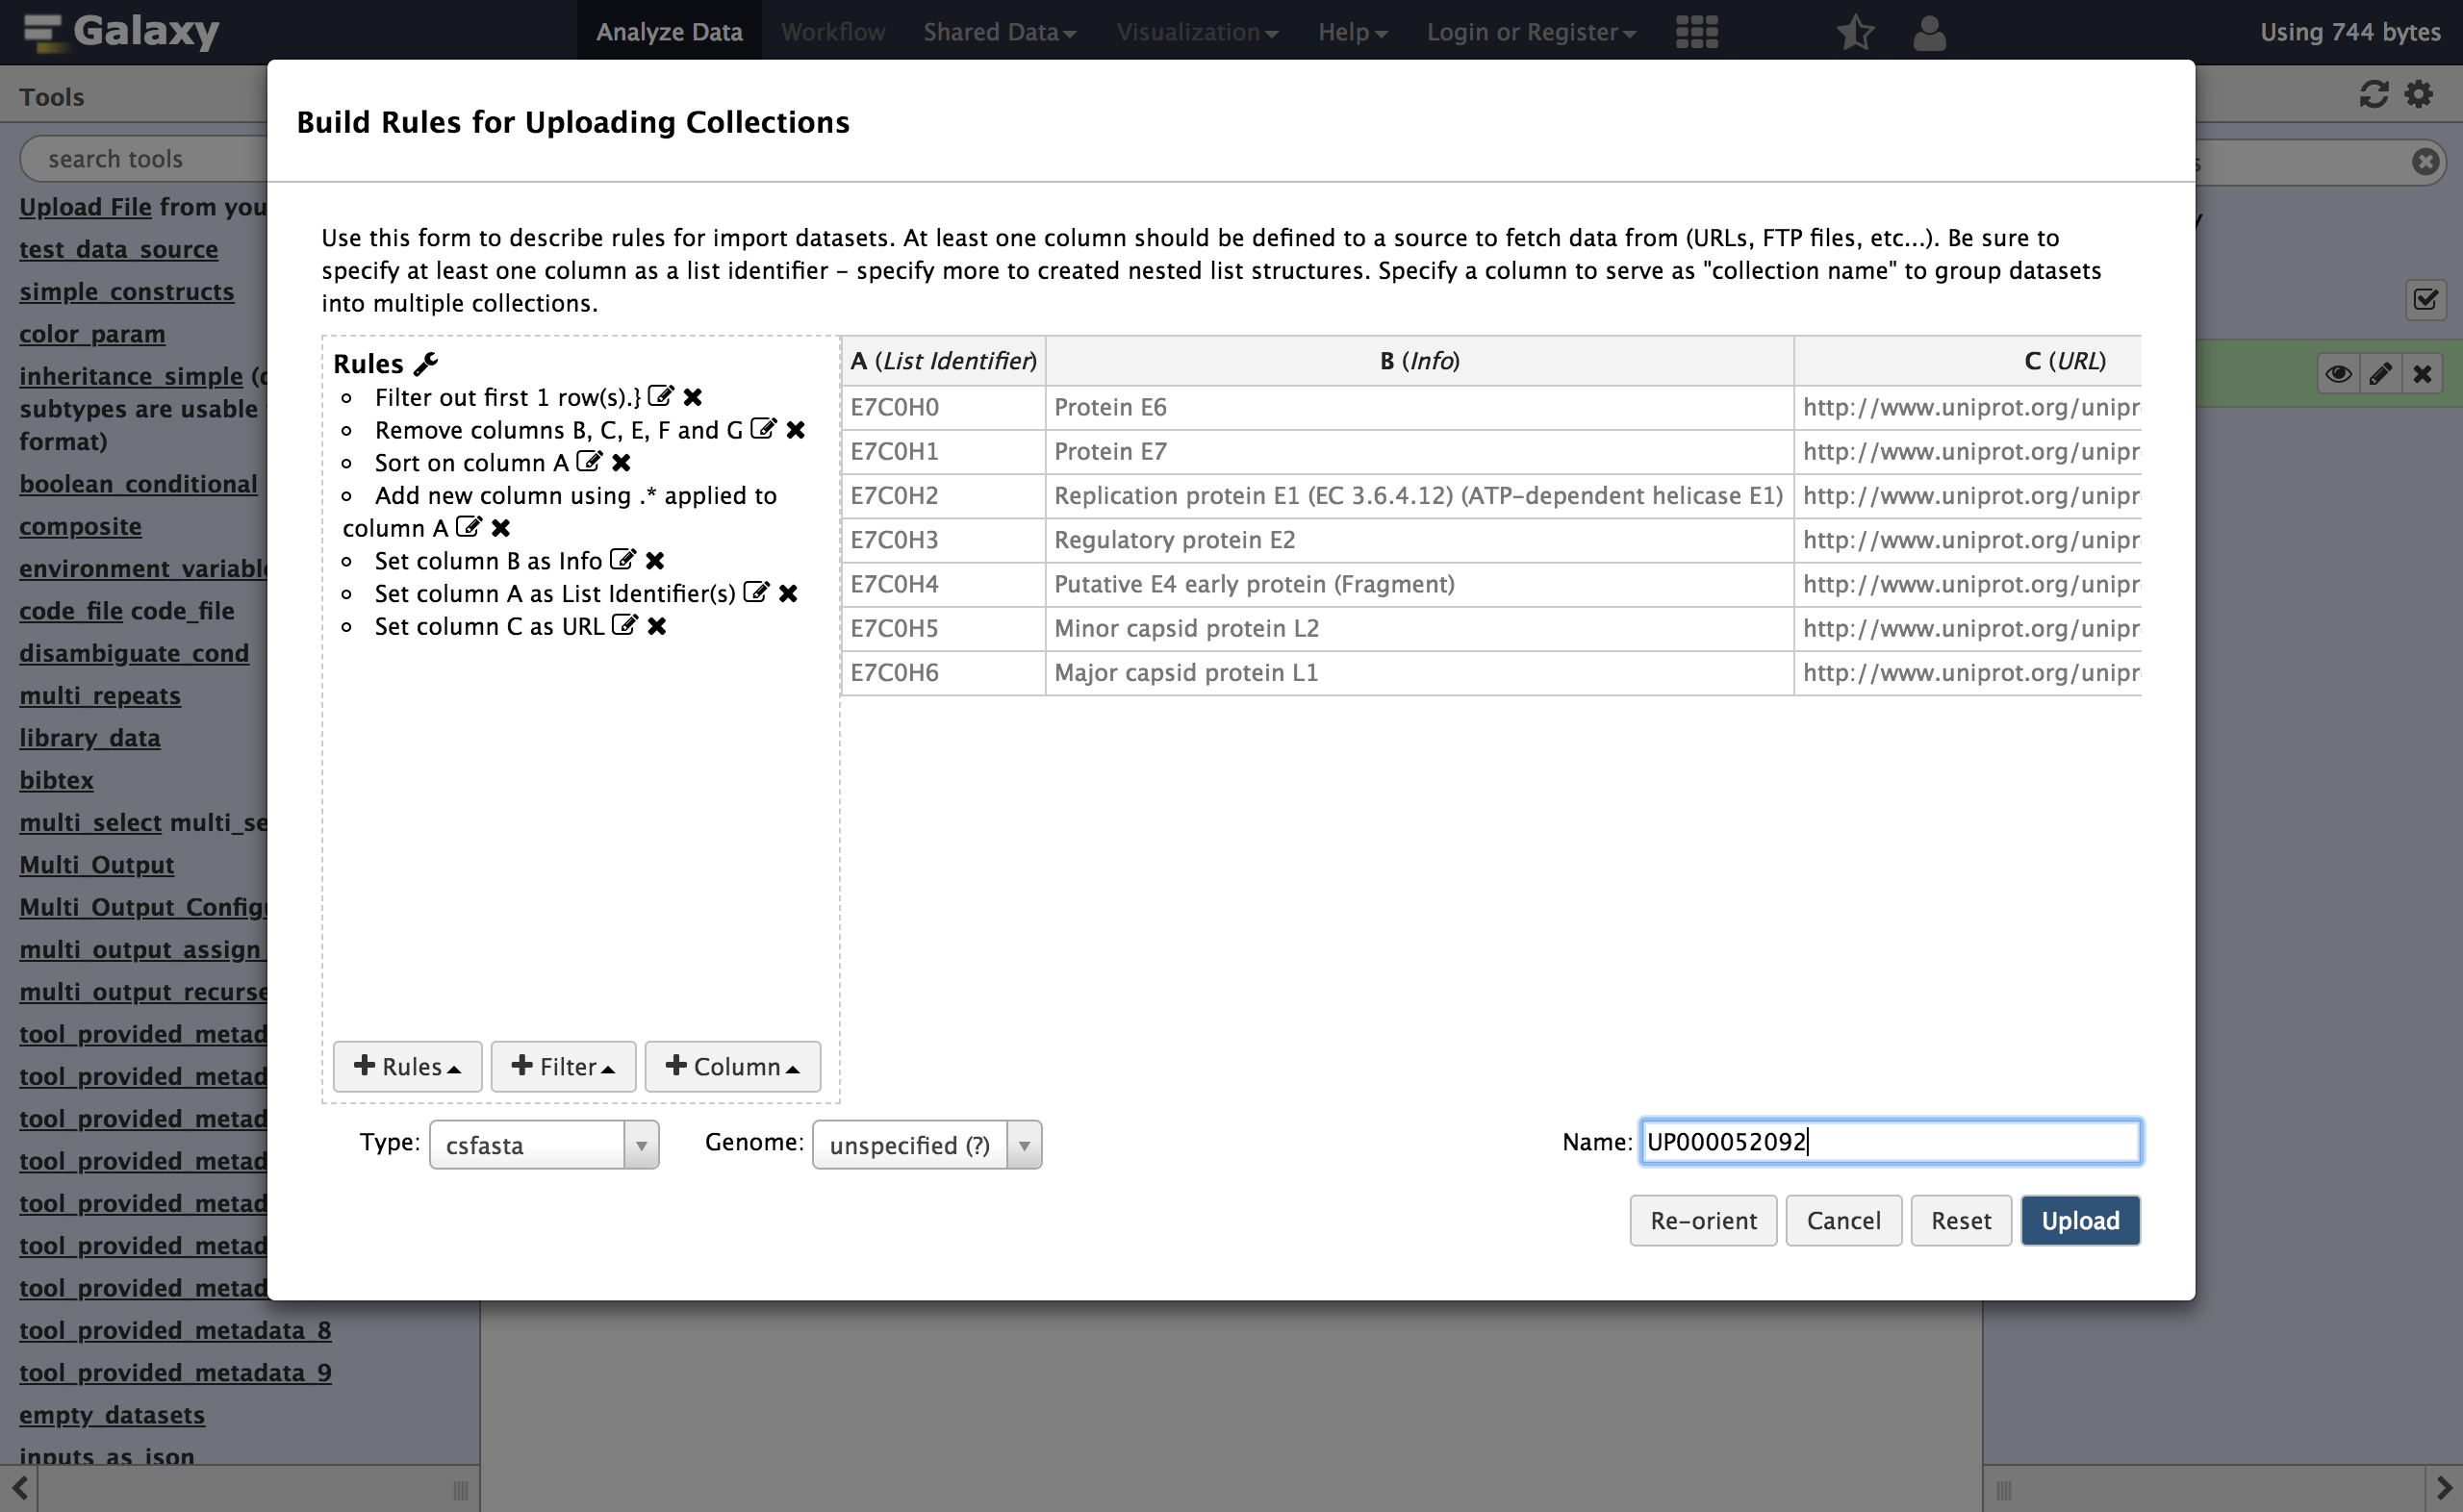 Galaxy
Analyze Data Workflow Shared Data Visualization Help Login or Register Using 744 bytes
Tools
search tools
Upload File from you
test_data_source
simple_constructs
color_param
inheritance_simple
subtypes are usable
format)
boolean_conditional
composite
environment_variable
code_file code_file
disambiguate_cond
multi_repeats
library_data
bibtex
multi_select multi_se
Multi_Output
Multi_Output_Config
multi_output_assign_
multi_output_recurse
tool_provided_metad
tool_provided_metad
tool_provided_metad
tool_provided_metad
tool_provided_metad
tool_provided_metad
tool_provided_metad
tool_provided_metadata_8
tool_provided_metadata_9
empty_datasets
inputs_as_json
Build Rules for Uploading Collections
Use this form to describe rules for import datasets. At least one column should be defined to a source to fetch data from (URLs, FTP files, etc...). Be sure to
specify at least one column as a list identifier – specify more to created nested list structures. Specify a column to serve as "collection name" to group datasets
into multiple collections.
Rules
Filter out first 1 row(s).}
Remove columns B, C, E, F and G
Sort on column A
Add new column using .* applied to
column A
Set column B as Info
Set column A as List Identifier(s)
Set column C as URL
+ Rules + Filter + Column
A (List Identifier) B (Info) C (URL)
E7C0H0 Protein E6 http://www.uniprot.org/unipr
E7C0H1 Protein E7 http://www.uniprot.org/unipr
E7C0H2 Replication protein E1 (EC 3.6.4.12) (ATP-dependent helicase E1) http://www.uniprot.org/unipr
E7C0H3 Regulatory protein E2 http://www.uniprot.org/unipr
E7C0H4 Putative E4 early protein (Fragment) http://www.uniprot.org/unipr
E7C0H5 Minor capsid protein L2 http://www.uniprot.org/unipr
E7C0H6 Major capsid protein L1 http://www.uniprot.org/unipr
Type: csfasta Genome: unspecified (?) Name: UP000052092
Re-orient Cancel Reset Upload